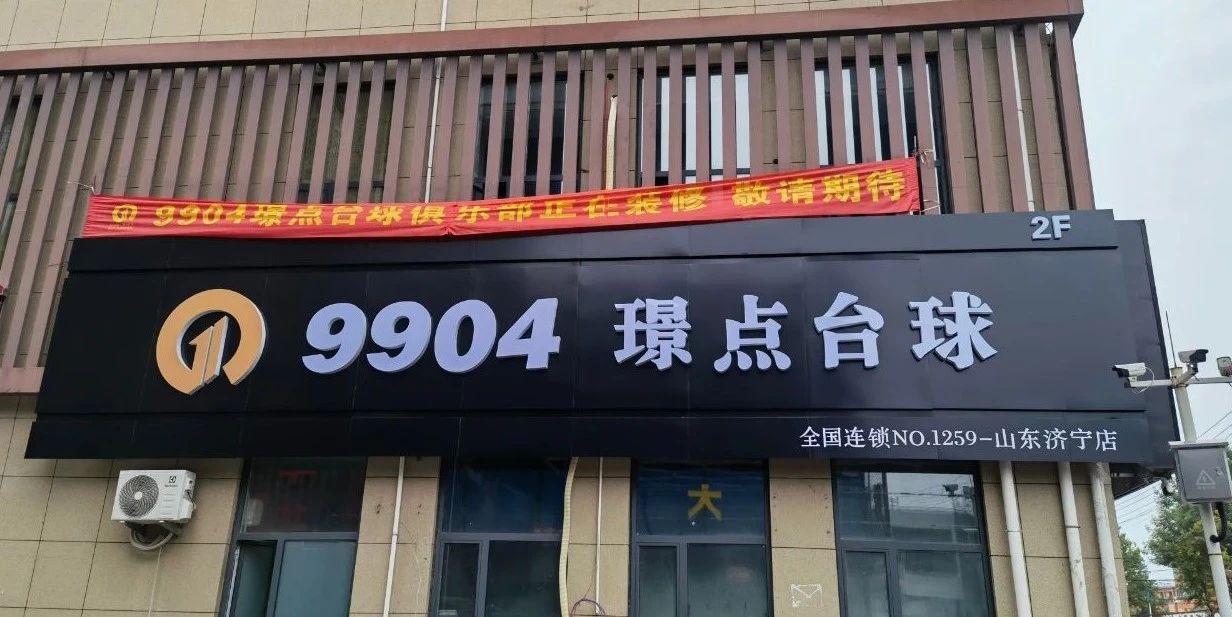 9904璟点台球俱乐部正在装修 敬请期待
2F
9904 璟点台球
全国连锁NO.1259-山东济宁店
大